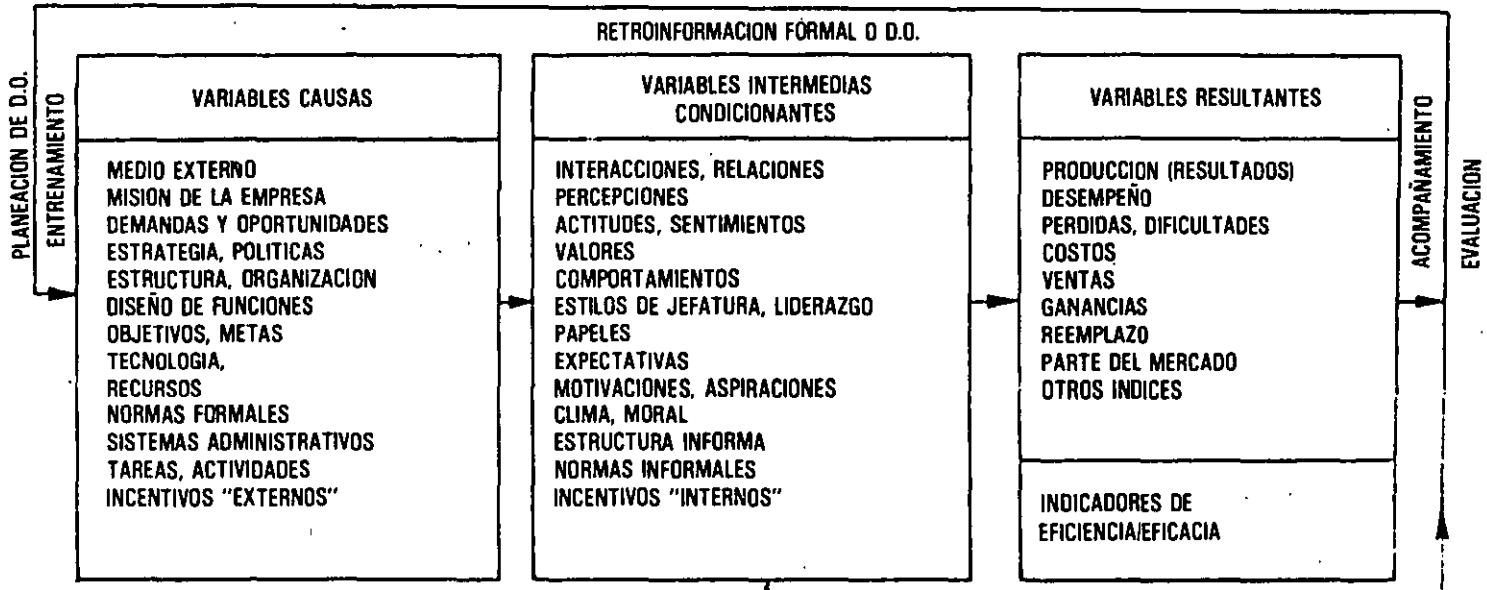 RETROINFORMACION FORMAL O D.O.
PLANEACION DE D.O.
ENTRENAMIENTO
VARIABLES CAUSAS
MEDIO EXTERNO
MISION DE LA EMPRESA
DEMANDAS Y OPORTUNIDADES
ESTRATEGIA, POLITICAS
ESTRUCTURA, ORGANIZACION
DISEÑO DE FUNCIONES
OBJETIVOS, METAS
TECNOLOGIA,
RECURSOS
NORMAS FORMALES
SISTEMAS ADMINISTRATIVOS
TAREAS, ACTIVIDADES
INCENTIVOS "EXTERNOS"
VARIABLES INTERMEDIAS
CONDICIONANTES
INTERACCIONES, RELACIONES
PERCEPCIONES
ACTITUDES, SENTIMIENTOS
VALORES
COMPORTAMIENTOS
ESTILOS DE JEFATURA, LIDERAZGO
PAPELES
EXPECTATIVAS
MOTIVACIONES, ASPIRACIONES
CLIMA, MORAL
ESTRUCTURA INFORMA
NORMAS INFORMALES
INCENTIVOS "INTERNOS"
VARIABLES RESULTANTES
PRODUCCION (RESULTADOS)
DESEMPEÑO
PERDIDAS, DIFICULTADES
COSTOS
VENTAS
GANANCIAS
REEMPLAZO
PARTE DEL MERCADO
OTROS INDICES
INDICADORES DE
EFICIENCIA/EFICACIA
ACOMPAÑAMIENTO
EVALUACION